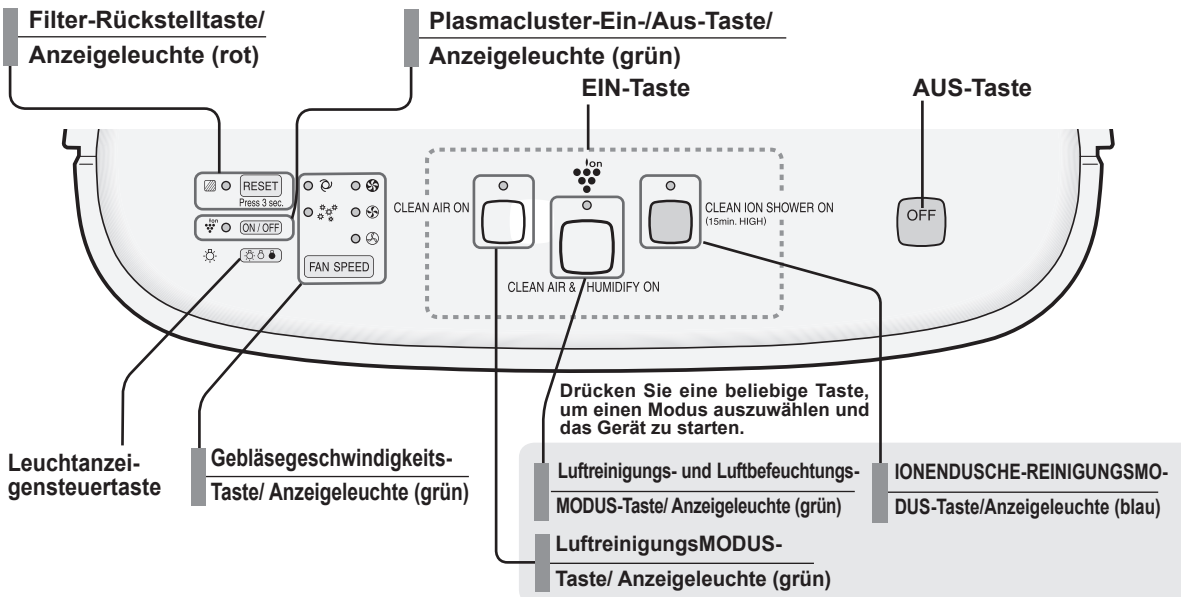 Filter-Rückstelltaste/
Anzeigeleuchte (rot)
Plasmacluster-Ein-/Aus-Taste/
Anzeigeleuchte (grün)
EIN-Taste
AUS-Taste
RESET
Press 3 sec.
ion
ON / OFF
FAN SPEED
CLEAN AIR ON
ion
CLEAN AIR & HUMIDIFY ON
CLEAN ION SHOWER ON
(15min. HIGH)
OFF
Drücken Sie eine beliebige Taste,
um einen Modus auszuwählen und
das Gerät zu starten.
Leuchtanzei-
gensteuertaste
Gebläsegeschwindigkeits-
Taste/ Anzeigeleuchte (grün)
Luftreinigungs- und Luftbefeuchtungs-
MODUS-Taste/ Anzeigeleuchte (grün)
IONENDUSCHE-REINIGUNGSMO-
DUS-Taste/Anzeigeleuchte (blau)
LuftreinigungsMODUS-
Taste/ Anzeigeleuchte (grün)